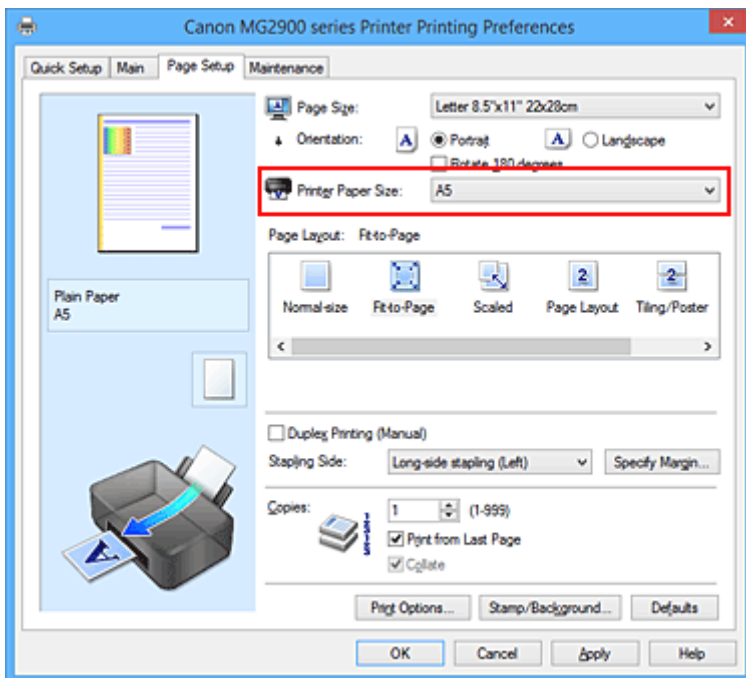 Canon MG2900 series Printer Printing Preferences
Quick Setup Main Page Setup Maintenance
Page Size: Letter 8.5"x11" 22x28cm
Orientation: A Portrait A Landscape
Rotate 180 degrees
Printer Paper Size: A5
Page Layout: Fit-to-Page
Normal-size Fit-to-Page Scaled Page Layout Tiling/Poster
Plain Paper
A5
Duplex Printing (Manual)
Stapling Side: Long-side stapling (Left) Specify Margin...
Copies: 1 (1-999)
Print from Last Page
Collate
Print Options... Stamp/Background... Defaults
OK Cancel Apply Help